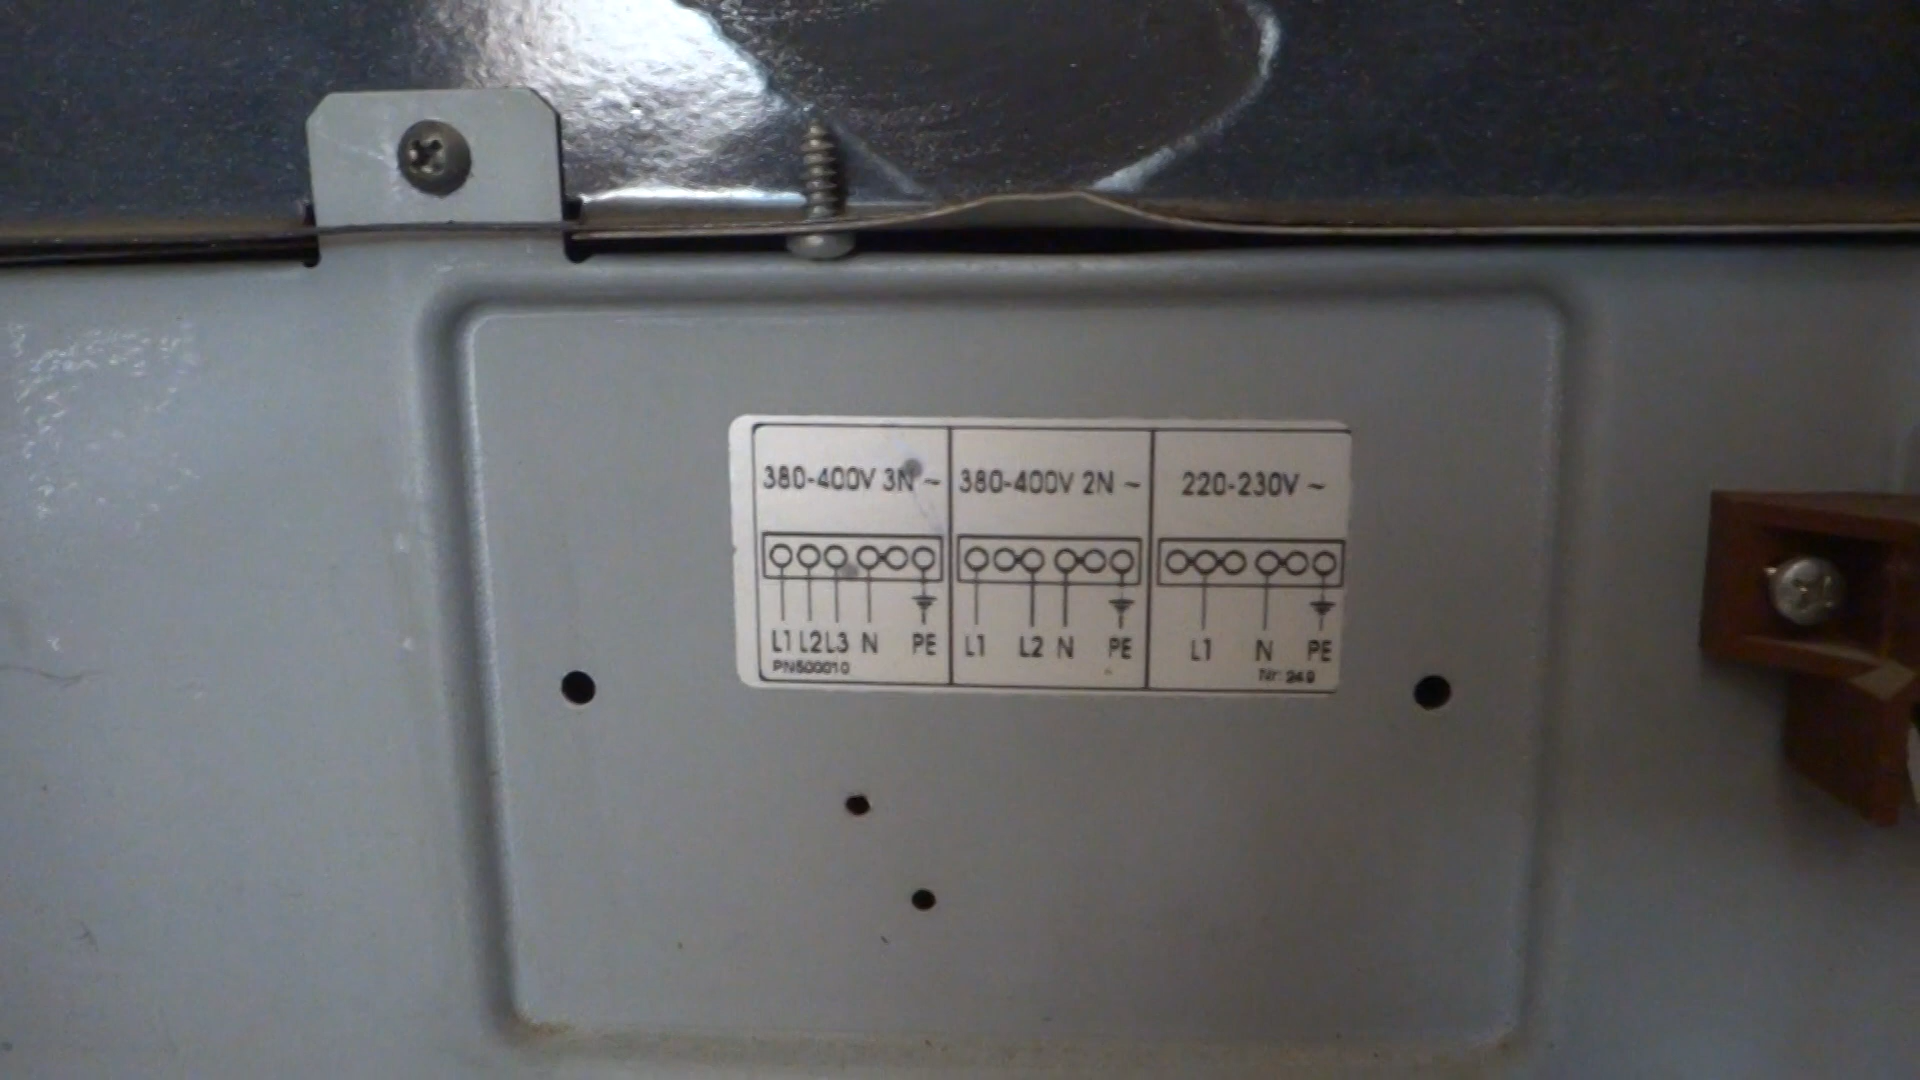 380-400V 3N ~
L1 L2 L3 N PE
PN500010
380-400V 2N ~
L1 L2 N PE
220-230V ~
L1 N PE
Nr: 249